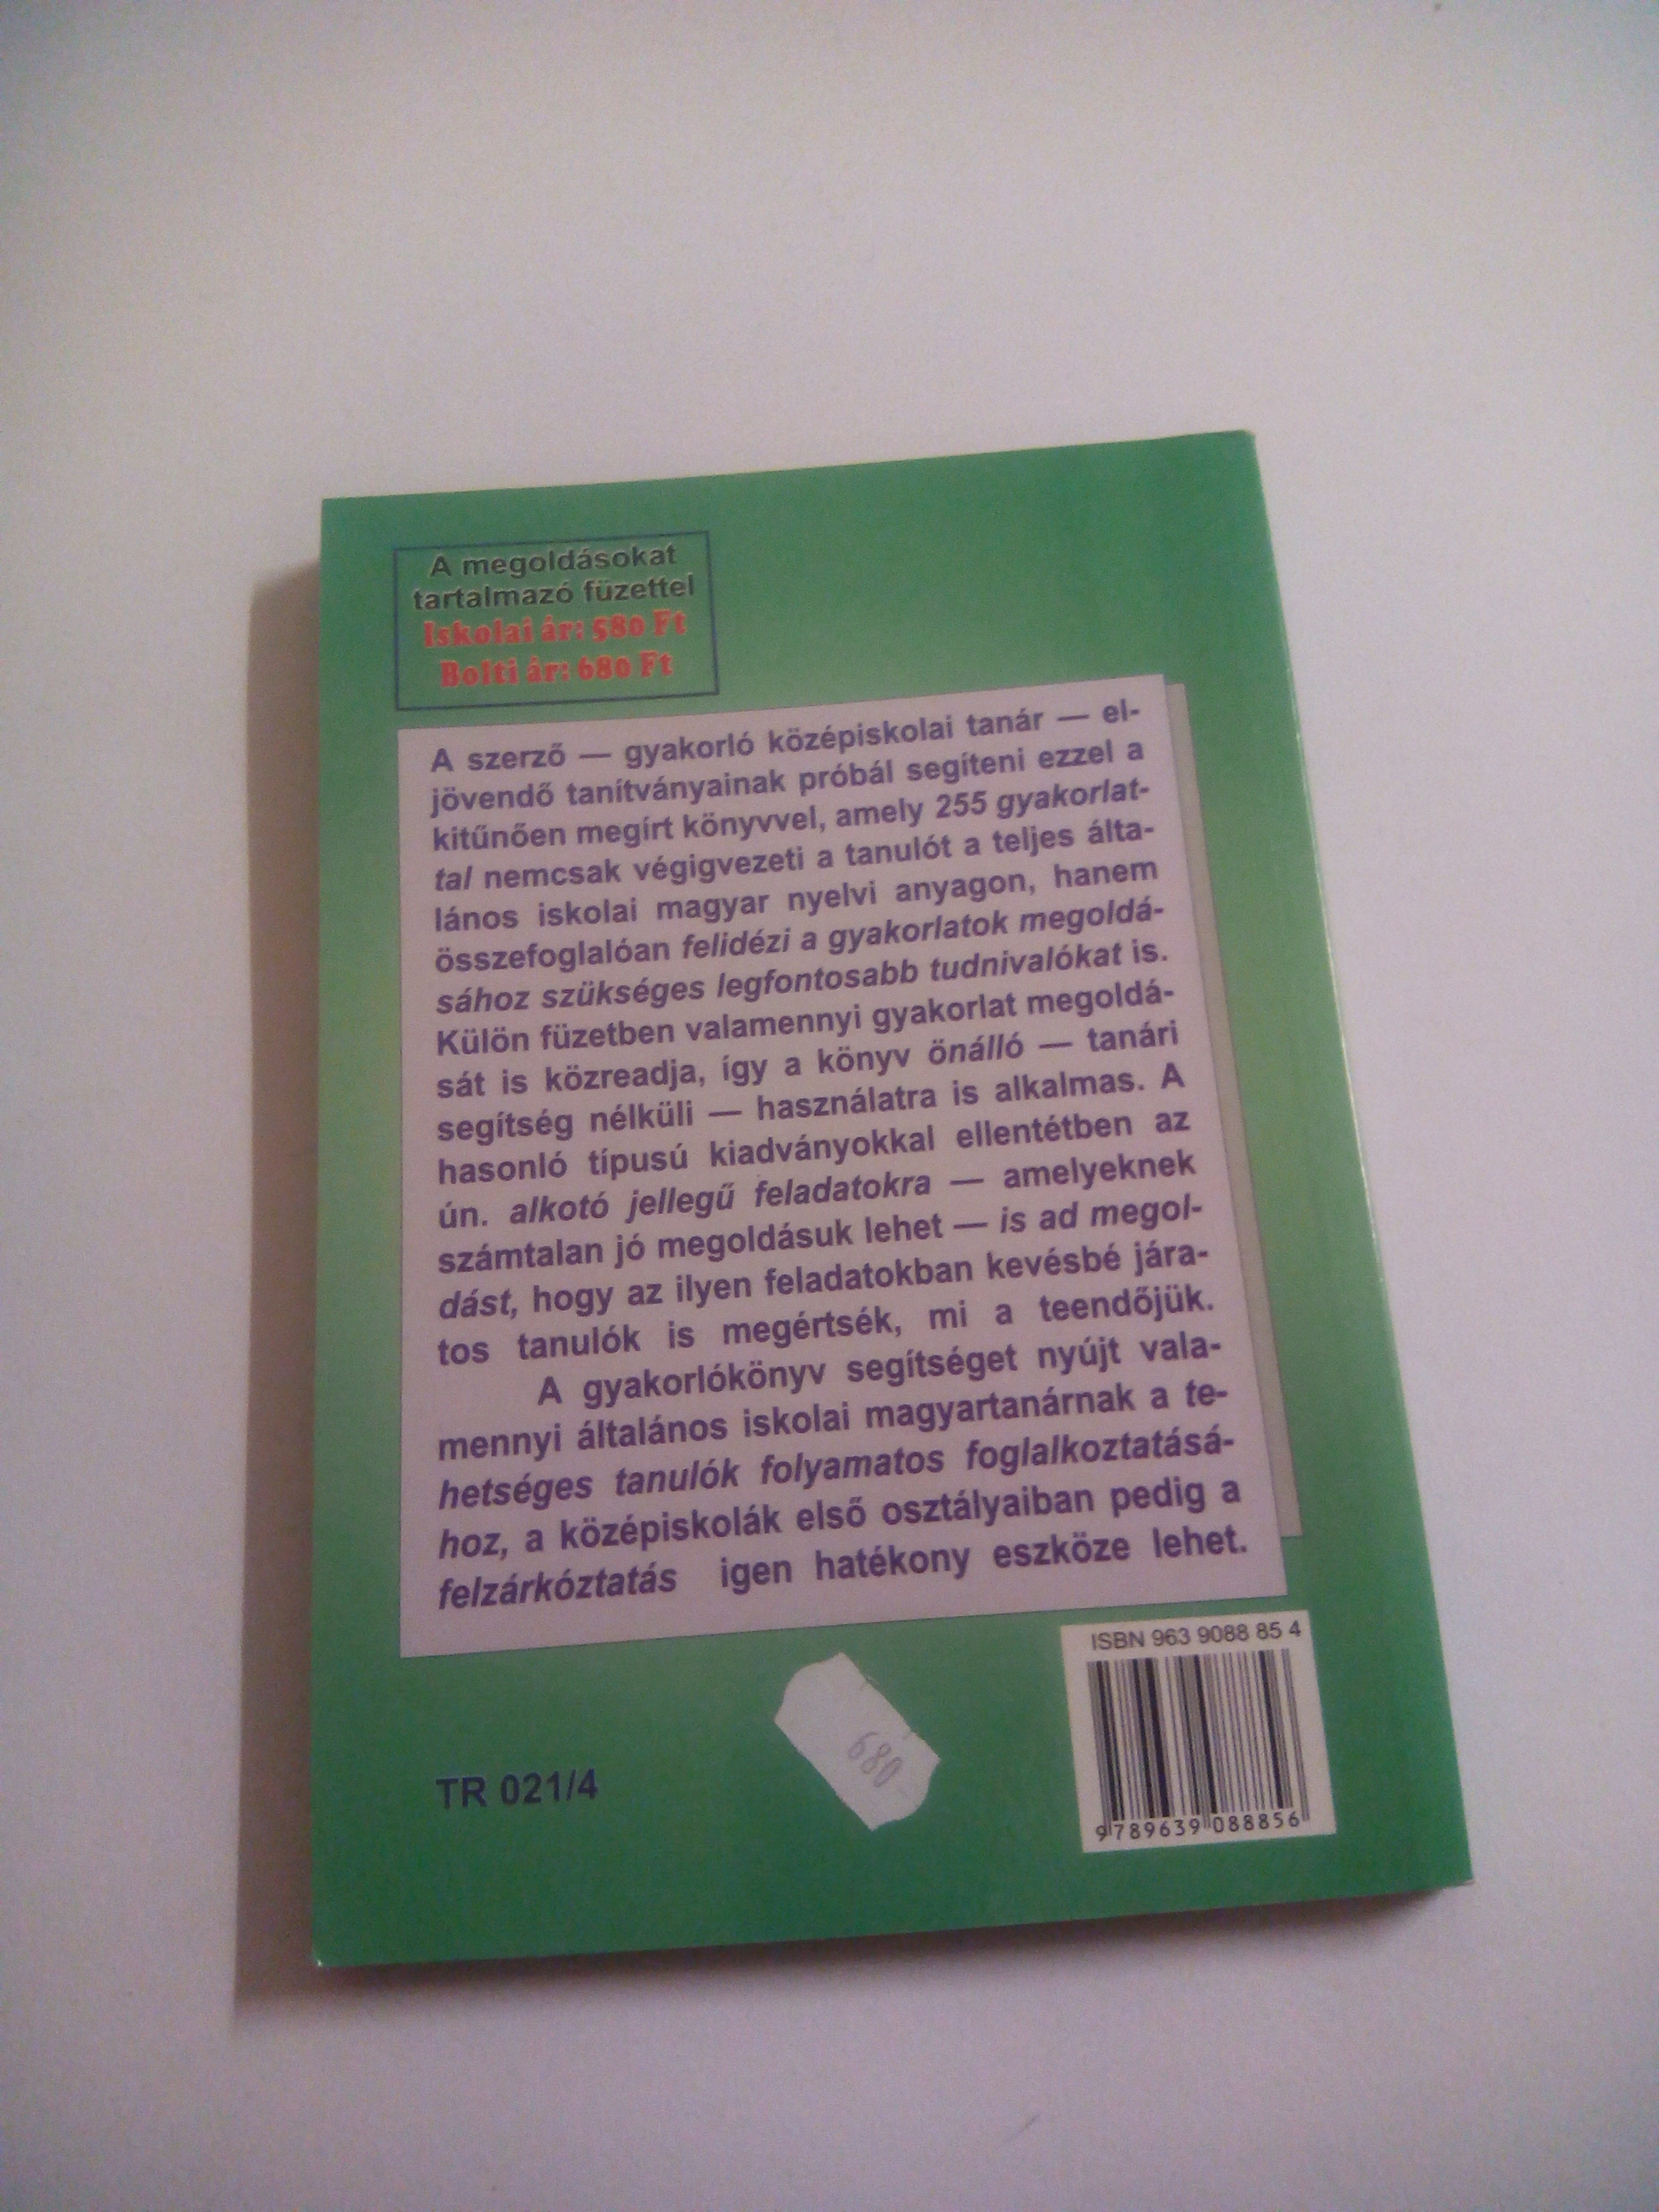 A megoldásokat
tartalmazó füzettel
Iskolai ár: 580 Ft
Bolti ár: 680 Ft
A szerző — gyakorló középiskolai tanár — el-
jövendő tanítványainak próbál segíteni ezzel a
kitűnően megírt könyvvel, amely 255 gyakorlat-
tal nemcsak végigvezeti a tanulót a teljes álta-
lános iskolai magyar nyelvi anyagon, hanem
összefoglalóan felidézi a gyakorlatok megoldá-
sához szükséges legfontosabb tudnivalókat is.
Külön füzetben valamennyi gyakorlat megoldá-
sát is közreadja, így a könyv önálló — tanári
segítség nélküli — használatra is alkalmas. A
hasonló típusú kiadványokkal ellentétben az
ún. alkotó jellegű feladatokra — amelyeknek
számtalan jó megoldásuk lehet — is ad megol-
dást, hogy az ilyen feladatokban kevésbé jára-
tos tanulók is megértsék, mi a teendőjük.
A gyakorlókönyv segítséget nyújt vala-
mennyi általános iskolai magyartanárnak a te-
hetséges tanulók folyamatos foglalkoztatásá-
hoz, a középiskolák első osztályaiban pedig a
felzárkóztatás igen hatékony eszköze lehet.
ISBN 963 9088 85 4
680
TR 021/4
9 789639 088856